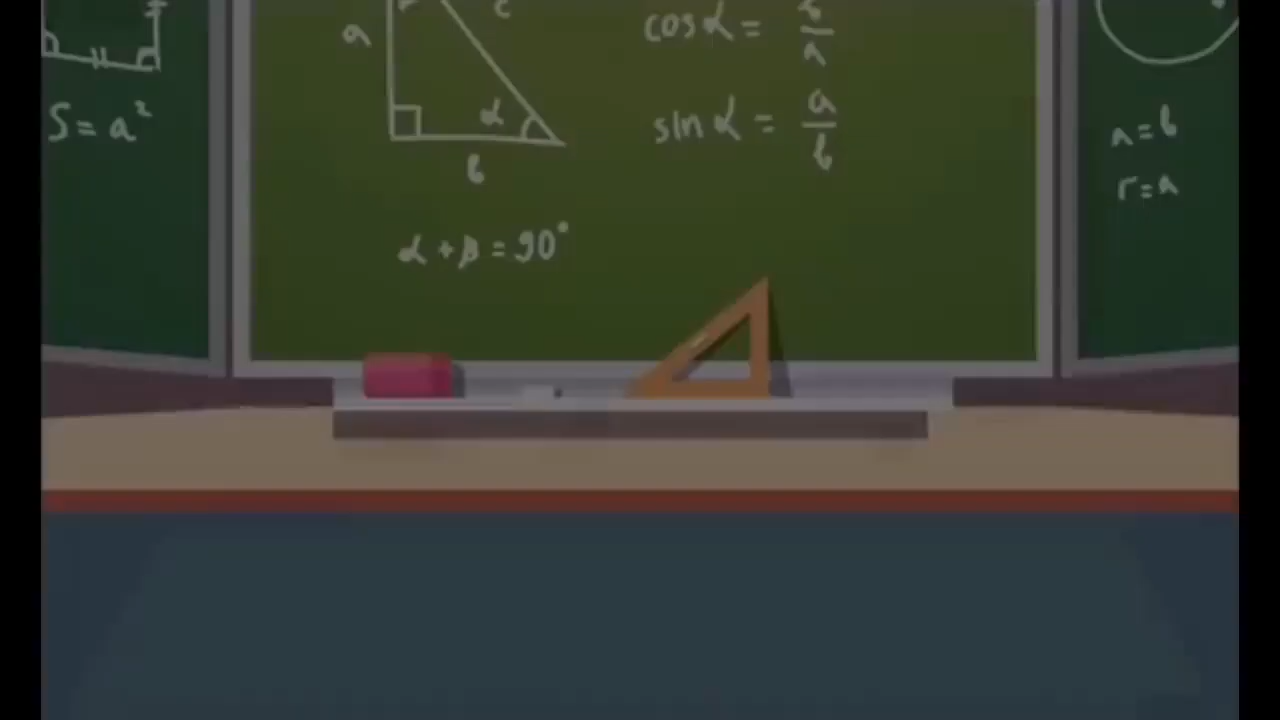 S = a²
a
c
α
b
α + β = 90°
cos α = b/a
sin α = a/b
a = b
r = a